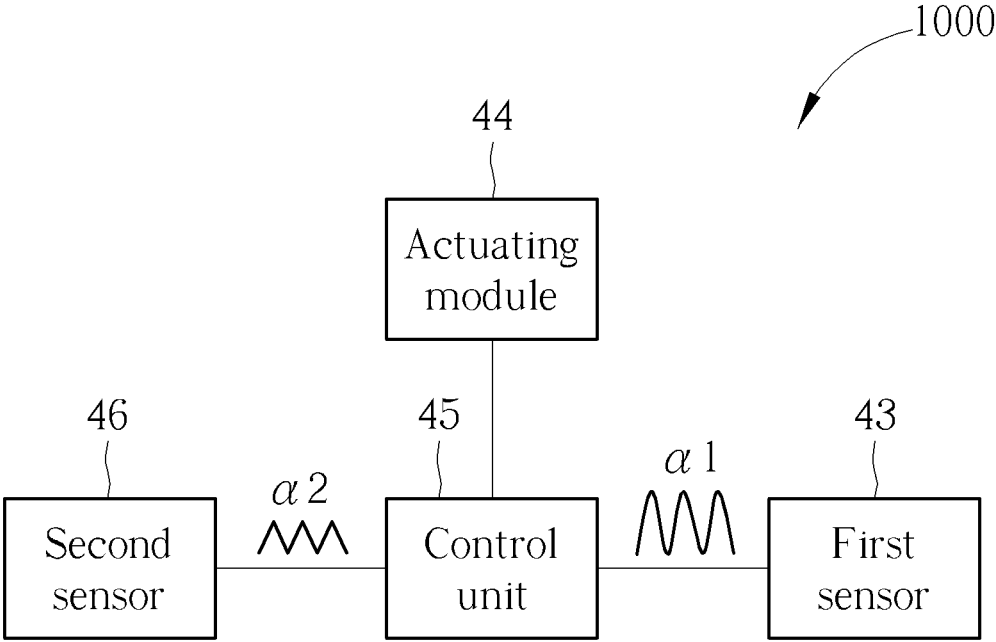 1000
44
Actuating
module
46
45
43
α2
α1
Second
sensor
Control
unit
First
sensor